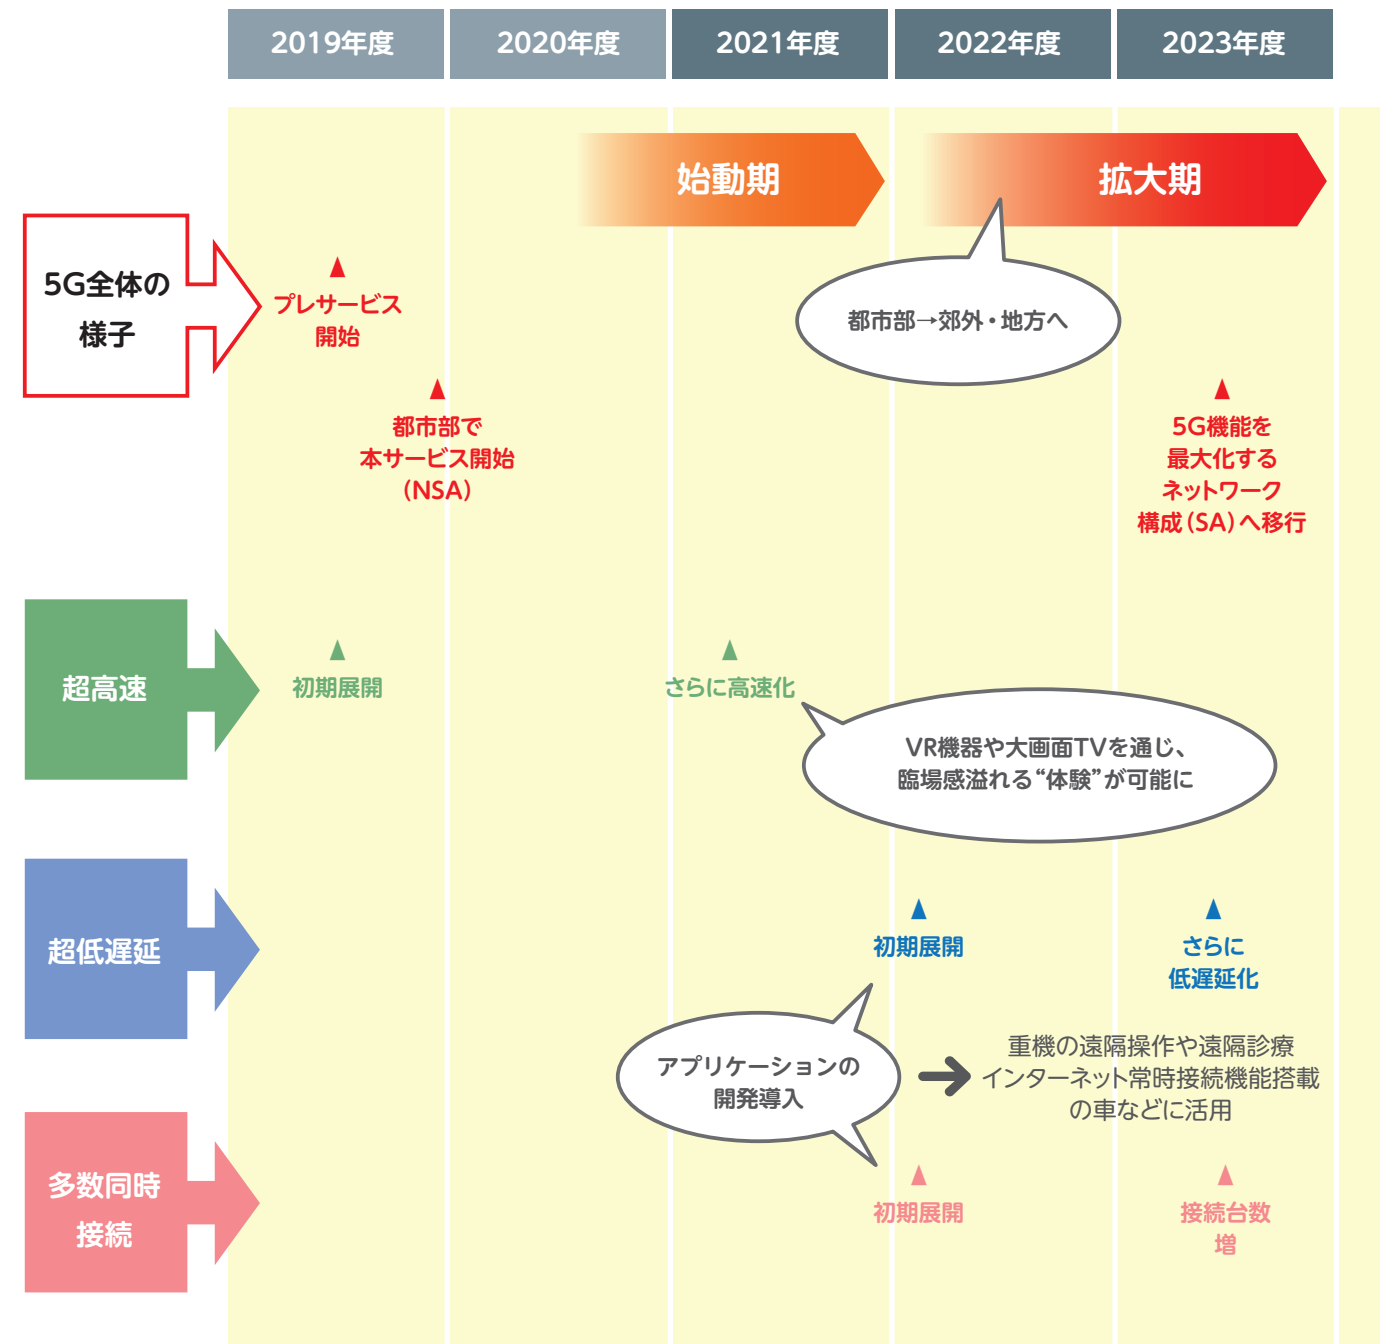 2019年度
2020年度
2021年度
2022年度
2023年度
始動期
拡大期
5G全体の
様子
プレサービス
開始
都市部→郊外・地方へ
都市部で
本サービス開始
（NSA）
5G機能を
最大化する
ネットワーク
構成（SA）へ移行
超高速
初期展開
さらに高速化
VR機器や大画面TVを通じ、
臨場感溢れる“体験”が可能に
超低遅延
初期展開
さらに
低遅延化
アプリケーションの
開発導入
重機の遠隔操作や遠隔診療
インターネット常時接続機能搭載
の車などに活用
多数同時
接続
初期展開
接続台数
増